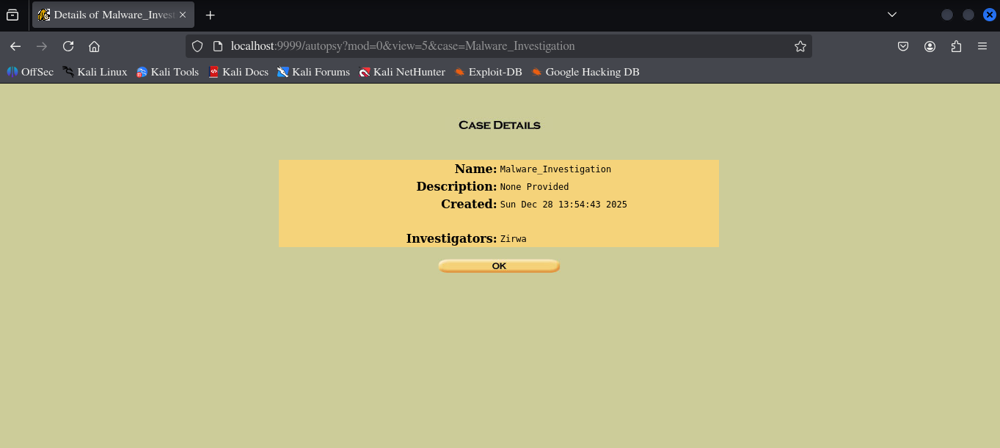 Details of Malware_Invest
localhost:9999/autopsy?mod=0&view=5&case=Malware_Investigation
OffSec Kali Linux Kali Tools Kali Docs Kali Forums Kali NetHunter Exploit-DB Google Hacking DB
Case Details
Name: Malware_Investigation
Description: None Provided
Created: Sun Dec 28 13:54:43 2025
Investigators: Zirwa
OK